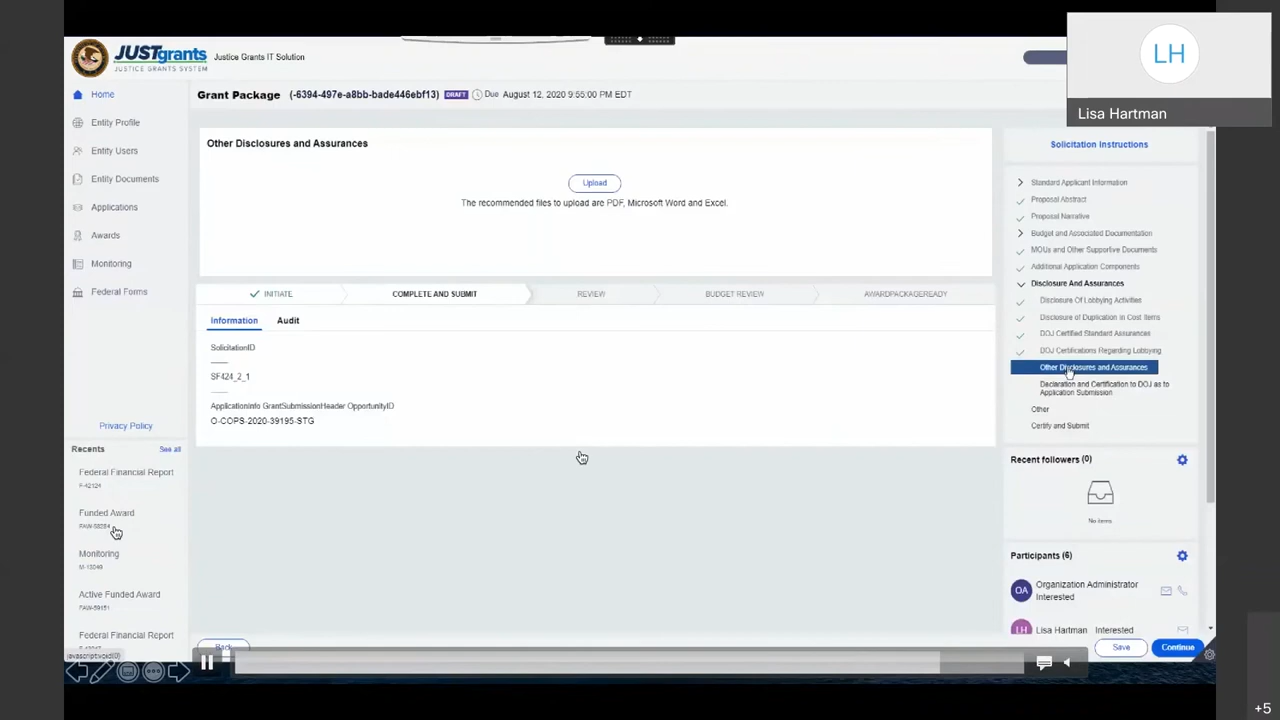 JUSTgrants
JUSTICE GRANTS SYSTEM
Justice Grants IT Solution
LH
Lisa Hartman
Home
Entity Profile
Entity Users
Entity Documents
Applications
Awards
Monitoring
Federal Forms
Privacy Policy
Recents See all
Federal Financial Report
F-42124
Funded Award
Monitoring
M-13049
Active Funded Award
FAW-59151
Federal Financial Report
javascript:void(0)
Grant Package (-6394-497e-a8bb-bade446ebf13) DRAFT Due August 12, 2020 9:55:00 PM EDT
Other Disclosures and Assurances
Upload
The recommended files to upload are PDF, Microsoft Word and Excel.
INITIATE COMPLETE AND SUBMIT REVIEW BUDGET REVIEW AWARDPACKAGEREADY
Information Audit
SolicitationID
SF424_2_1
ApplicationInfo GrantSubmissionHeader OpportunityID
O-COPS-2020-39195-STG
Back
Solicitation Instructions
Standard Applicant Information
Proposal Abstract
Proposal Narrative
Budget and Associated Documentation
MOUs and Other Supportive Documents
Additional Application Components
Disclosure And Assurances
Disclosure Of Lobbying Activities
Disclosure of Duplication in Cost Items
DOJ Certified Standard Assurances
DOJ Certifications Regarding Lobbying
Other Disclosures and Assurances
Declaration and Certification to DOJ as to
Application Submission
Other
Certify and Submit
Recent followers (0)
No items
Participants (6)
OA
Organization Administrator
Interested
LH
Lisa Hartman Interested
Save
Continue
+5